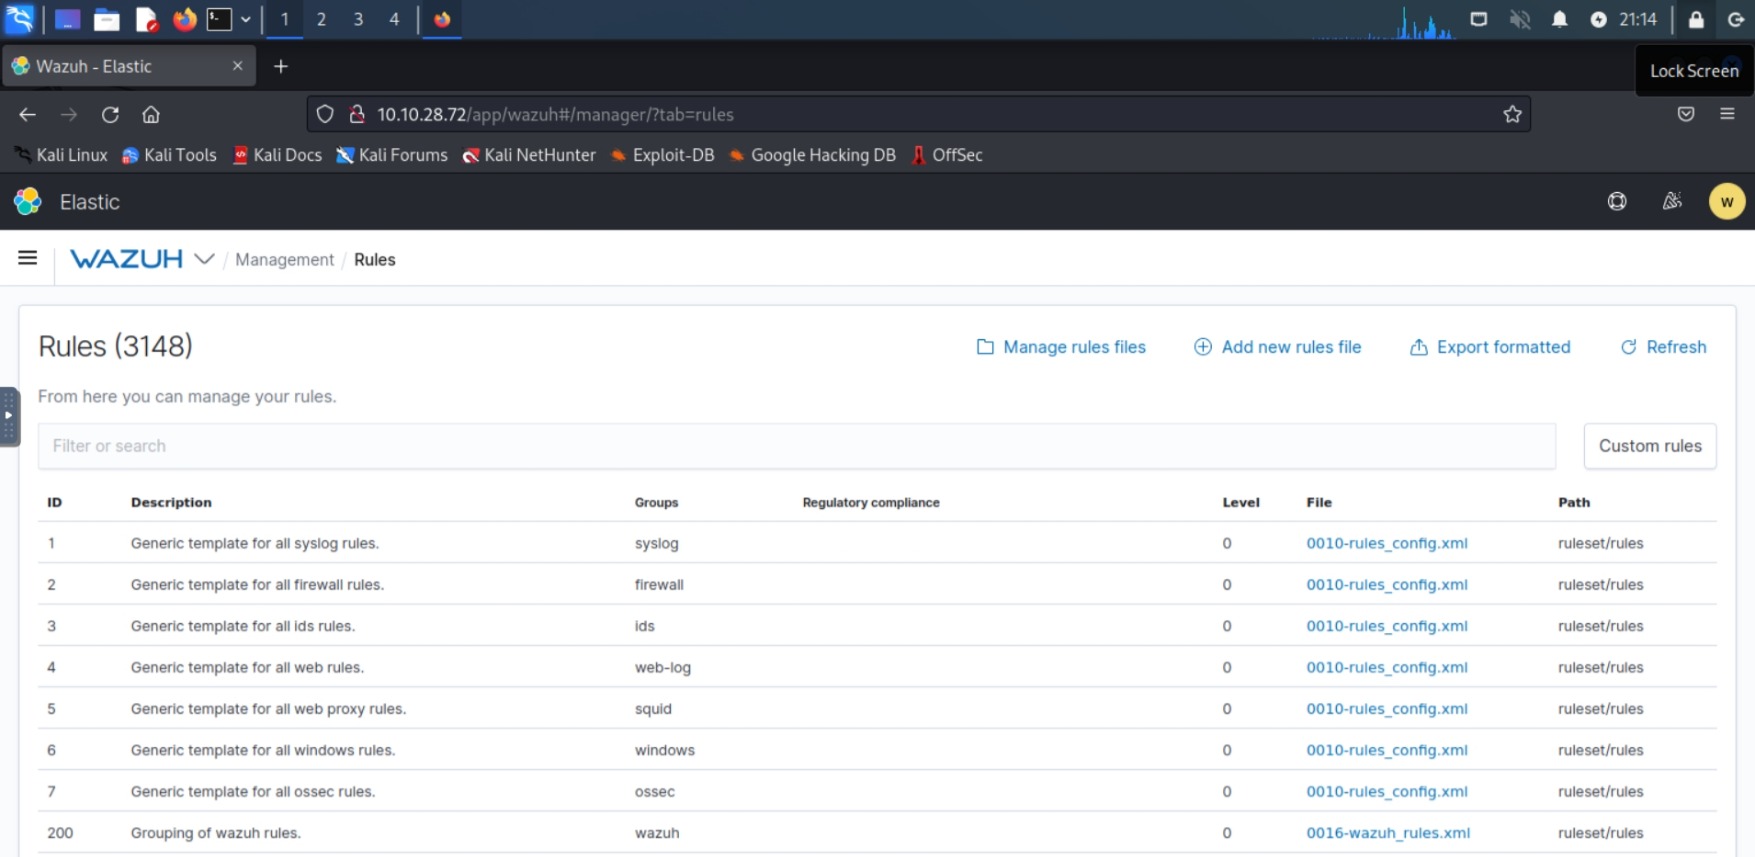 1 2 3 4 21:14
Wazuh - Elastic
Lock Screen
10.10.28.72/app/wazuh#/manager/?tab=rules
Kali Linux Kali Tools Kali Docs Kali Forums Kali NetHunter Exploit-DB Google Hacking DB OffSec
Elastic W
WAZUH / Management / Rules
Rules (3148) Manage rules files Add new rules file Export formatted Refresh
From here you can manage your rules.
Filter or search Custom rules
ID Description Groups Regulatory compliance Level File Path
1 Generic template for all syslog rules. syslog 0 0010-rules_config.xml ruleset/rules
2 Generic template for all firewall rules. firewall 0 0010-rules_config.xml ruleset/rules
3 Generic template for all ids rules. ids 0 0010-rules_config.xml ruleset/rules
4 Generic template for all web rules. web-log 0 0010-rules_config.xml ruleset/rules
5 Generic template for all web proxy rules. squid 0 0010-rules_config.xml ruleset/rules
6 Generic template for all windows rules. windows 0 0010-rules_config.xml ruleset/rules
7 Generic template for all ossec rules. ossec 0 0010-rules_config.xml ruleset/rules
200 Grouping of wazuh rules. wazuh 0 0016-wazuh_rules.xml ruleset/rules